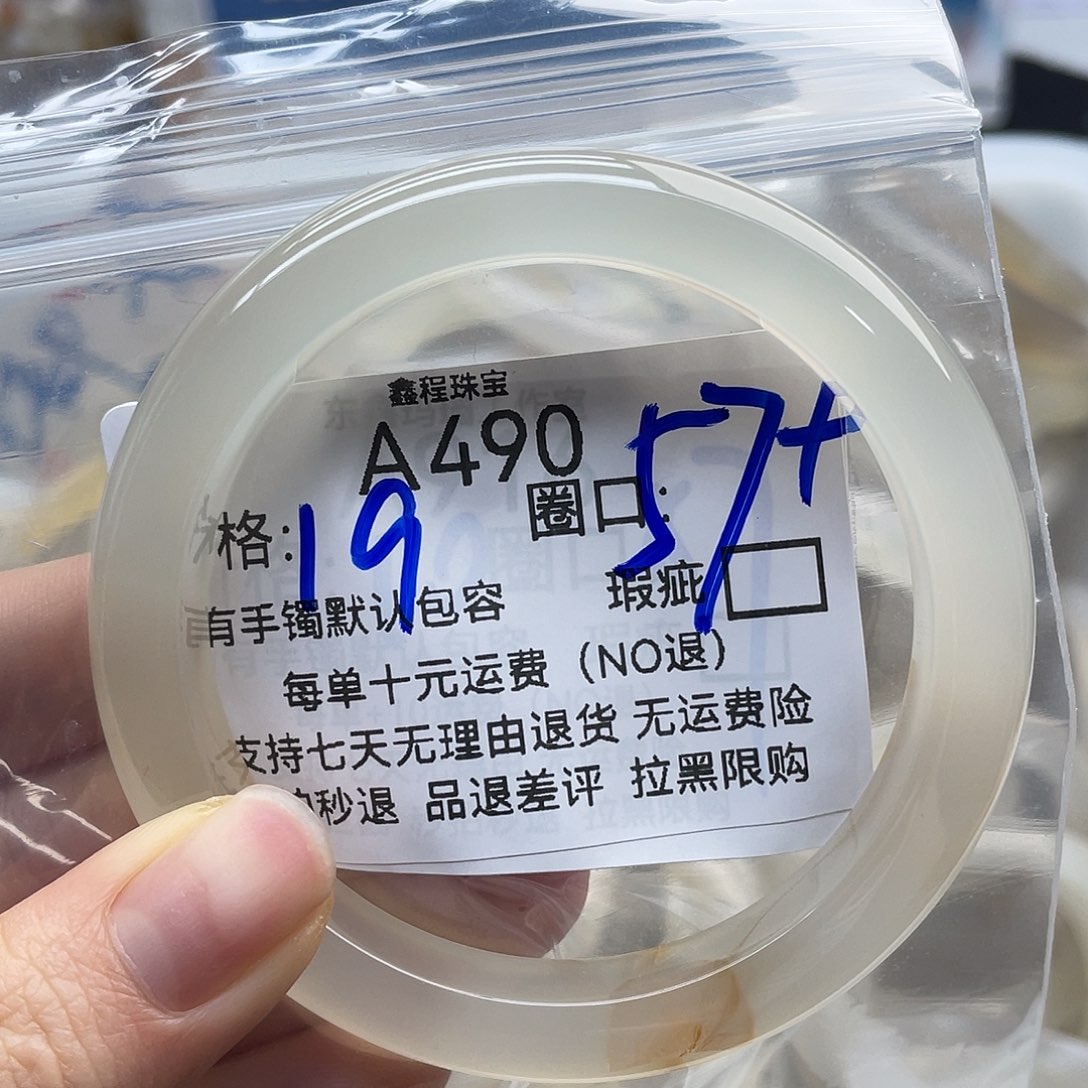 鑫程珠宝
A490
格:19 圈口:57+
有手镯默认包容 瑕疵
每单十元运费（NO退）
支持七天无理由退货 无运费险
秒退 品退差评 拉黑限购